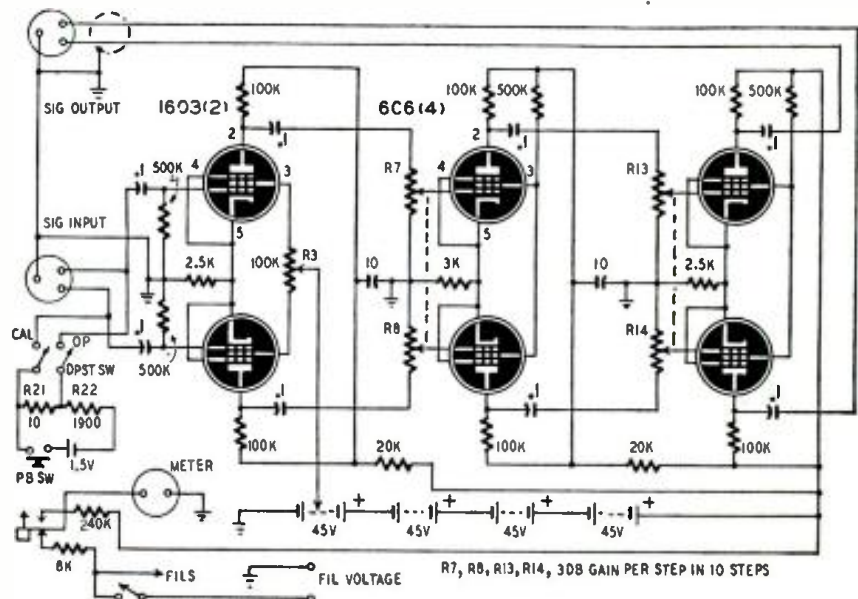 SIG OUTPUT
1603(2)
6C6(4)
100K
100K
500K
100K
500K
2
2
.1
.1
.1
.1
500K
4
3
R7
4
3
R13
SIG INPUT
5
5
2.5K
100K
R3
10
3K
10
2.5K
R8
R14
CAL
OP
DPST SW
.1
500K
R21
R22
10
1900
.1
.1
.1
100K
20K
100K
20K
100K
PB SW
1.5V
METER
+
+
+
+
45V
45V
45V
45V
240K
8K
FILS
FIL VOLTAGE
R7, R8, R13, R14, 3DB GAIN PER STEP IN 10 STEPS